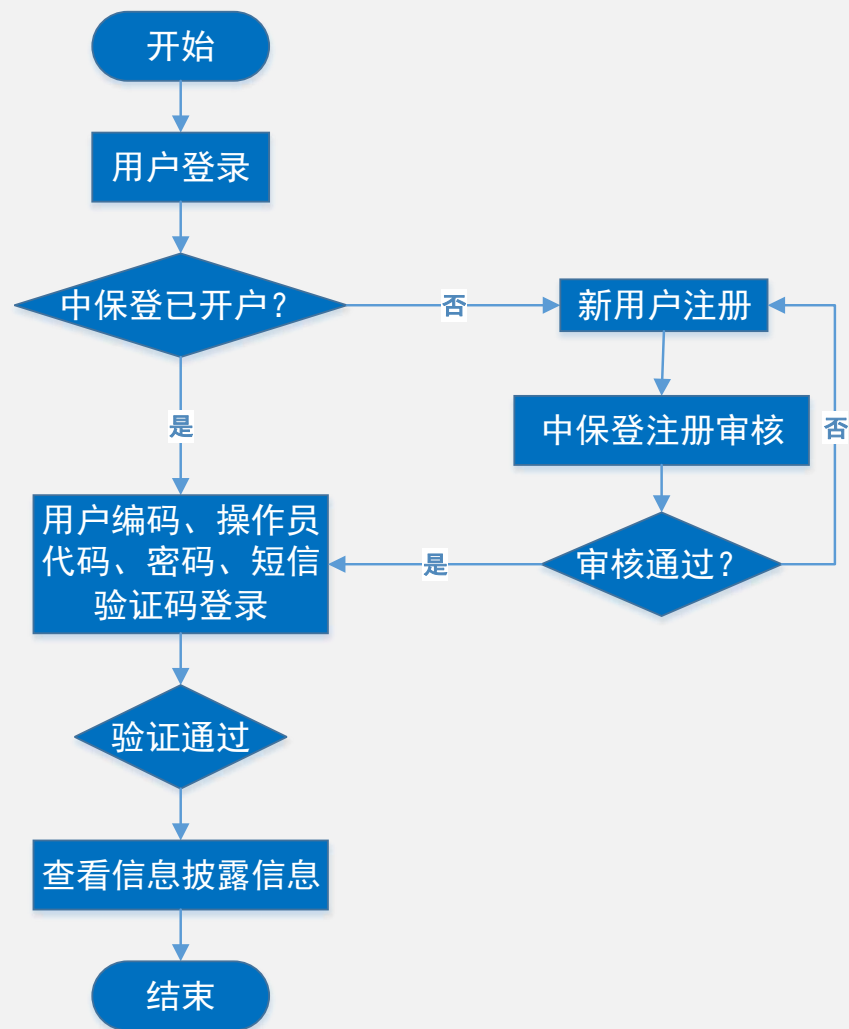 开始
用户登录
中保登已开户？
否
新用户注册
中保登注册审核
否
是
用户编码、操作员
代码、密码、短信
验证码登录
是
审核通过？
验证通过
查看信息披露信息
结束